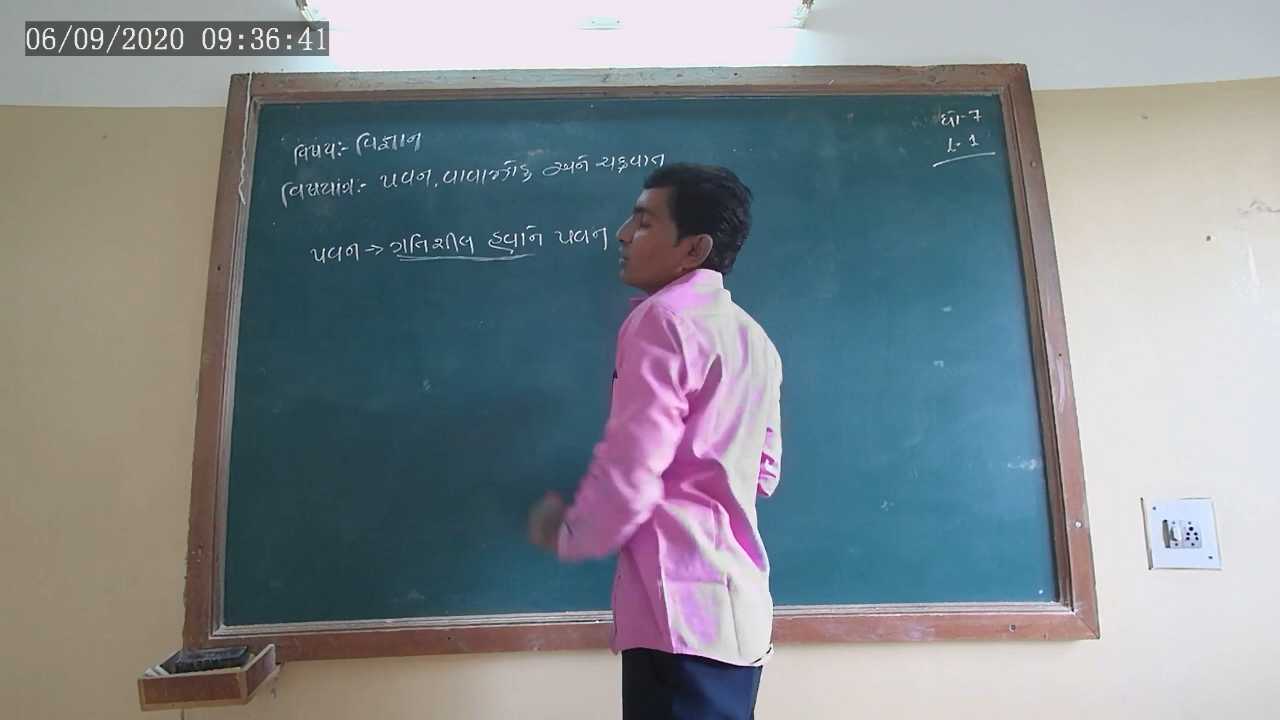 06/09/2020 09:36:41
ધો-7
L-1
વિષય:- વિજ્ઞાન
વિષયાંગ:- પવન, વાવાઝોડુ અને ચક્રવાત
પવન → ગતિશીલ હવાને પવન